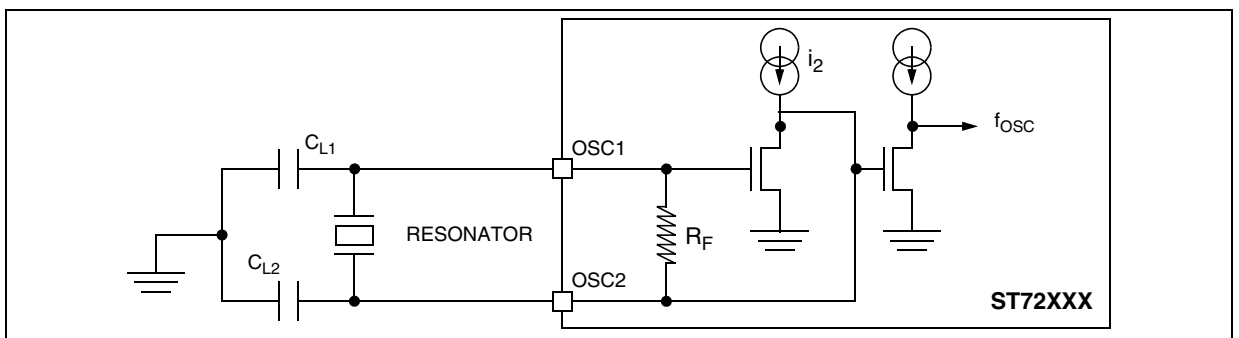 i2
fOSC
CL1
OSC1
RESONATOR
RF
CL2
OSC2
ST72XXX